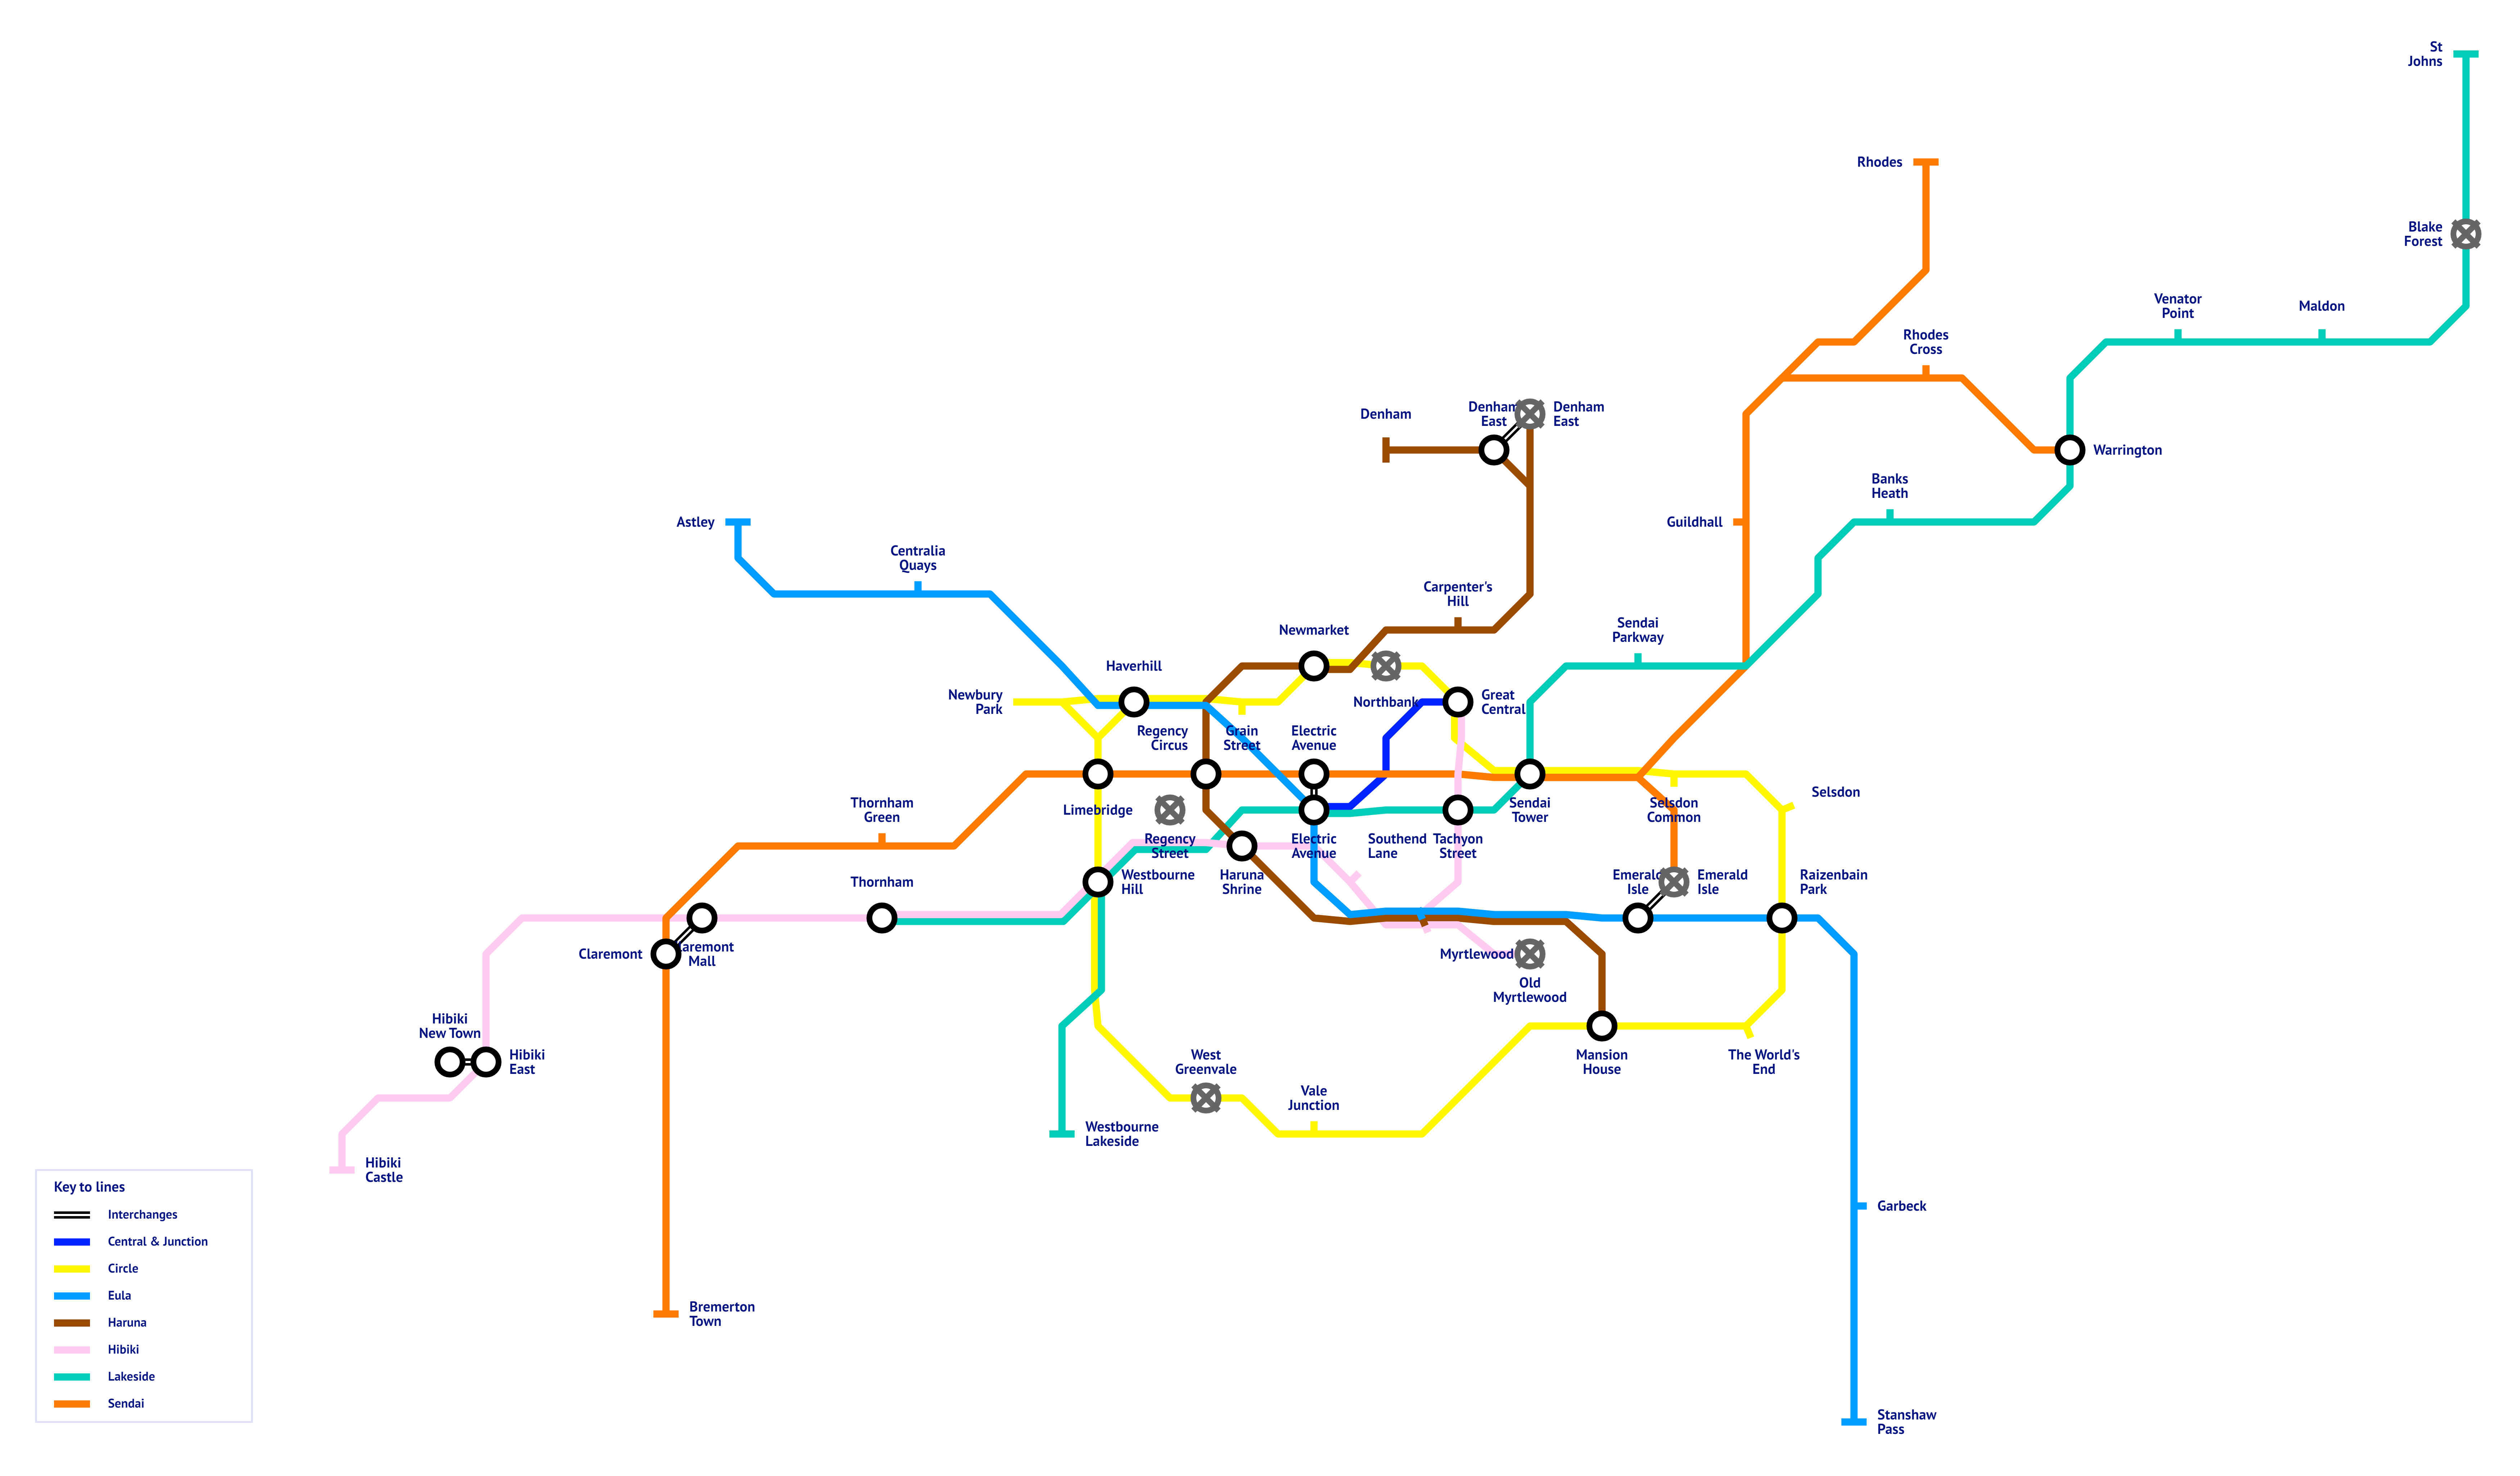 St
Johns
Rhodes
Blake
Forest
Venator
Point
Maldon
Rhodes
Cross
Denham
Denham
East
Denham
East
Warrington
Banks
Heath
Astley
Guildhall
Centralia
Quays
Carpenter's
Hill
Newmarket
Sendai
Parkway
Haverhill
Newbury
Park
Northbank
Great
Central
Regency
Circus
Grain
Street
Electric
Avenue
Selsdon
Thornham
Green
Limebridge
Sendai
Tower
Selsdon
Common
Regency
Street
Electric
Avenue
Southend
Lane
Tachyon
Street
Thornham
Westbourne
Hill
Haruna
Shrine
Emerald
Isle
Emerald
Isle
Raizenbain
Park
Claremont
Claremont
Mall
Myrtlewood
Old
Myrtlewood
Hibiki
New Town
Hibiki
East
West
Greenvale
Mansion
House
The World's
End
Vale
Junction
Westbourne
Lakeside
Hibiki
Castle
Garbeck
Bremerton
Town
Stanshaw
Pass
Key to lines
Interchanges
Central & Junction
Circle
Eula
Haruna
Hibiki
Lakeside
Sendai